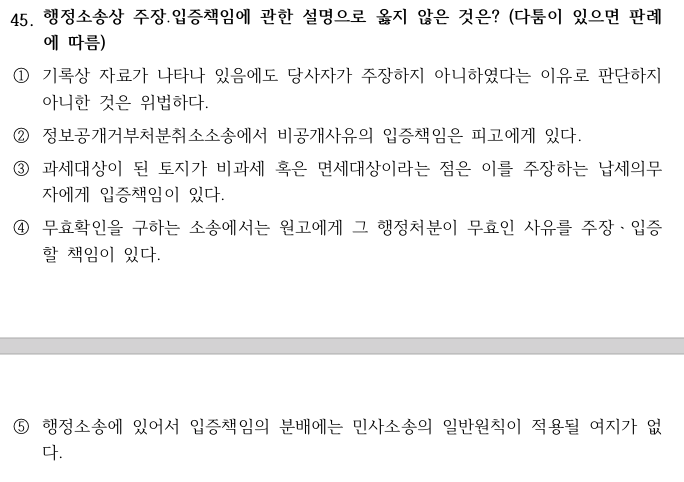 45. 행정소송상 주장.입증책임에 관한 설명으로 옳지 않은 것은? (다툼이 있으면 판례
에 따름)
① 기록상 자료가 나타나 있음에도 당사자가 주장하지 아니하였다는 이유로 판단하지
아니한 것은 위법하다.
② 정보공개거부처분취소소송에서 비공개사유의 입증책임은 피고에게 있다.
③ 과세대상이 된 토지가 비과세 혹은 면세대상이라는 점은 이를 주장하는 납세의무
자에게 입증책임이 있다.
④ 무효확인을 구하는 소송에서는 원고에게 그 행정처분이 무효인 사유를 주장ㆍ입증
할 책임이 있다.
⑤ 행정소송에 있어서 입증책임의 분배에는 민사소송의 일반원칙이 적용될 여지가 없
다.